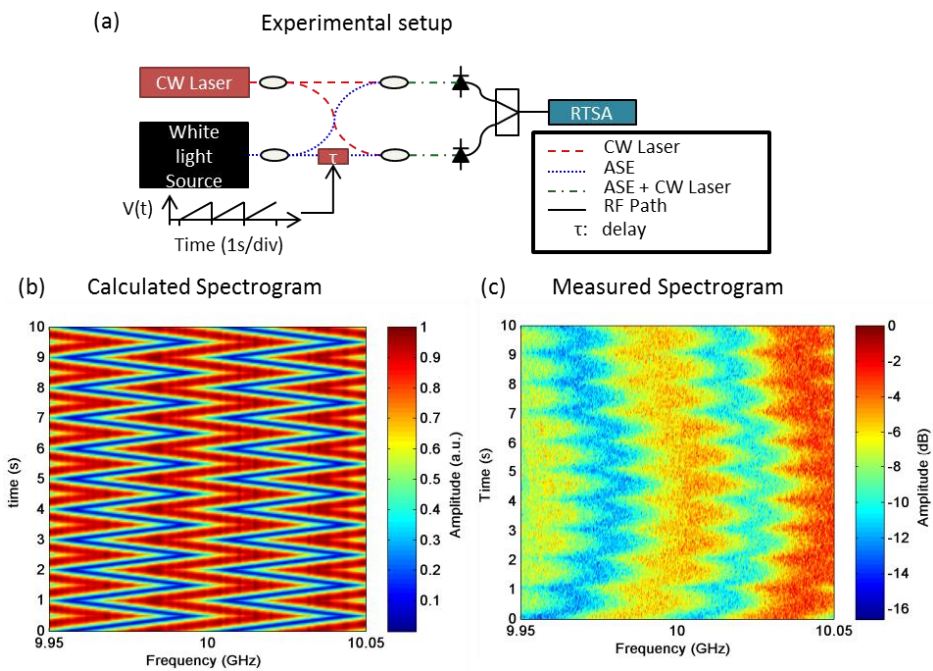 (a)
Experimental setup
CW Laser
White
light
Source
τ
RTSA
V(t)
Time (1s/div)
CW Laser
ASE
ASE + CW Laser
RF Path
τ: delay
(b) Calculated Spectrogram
10
9
8
7
6
5
4
3
2
1
0
time (s)
9.95 10 10.05
Frequency (GHz)
1
0.9
0.8
0.7
0.6
0.5
0.4
0.3
0.2
0.1
Amplitude (a.u.)
(c) Measured Spectrogram
10
9
8
7
6
5
4
3
2
1
0
Time (s)
9.95 10 10.05
Frequency (GHz)
0
-2
-4
-6
-8
-10
-12
-14
-16
Amplitude (dB)